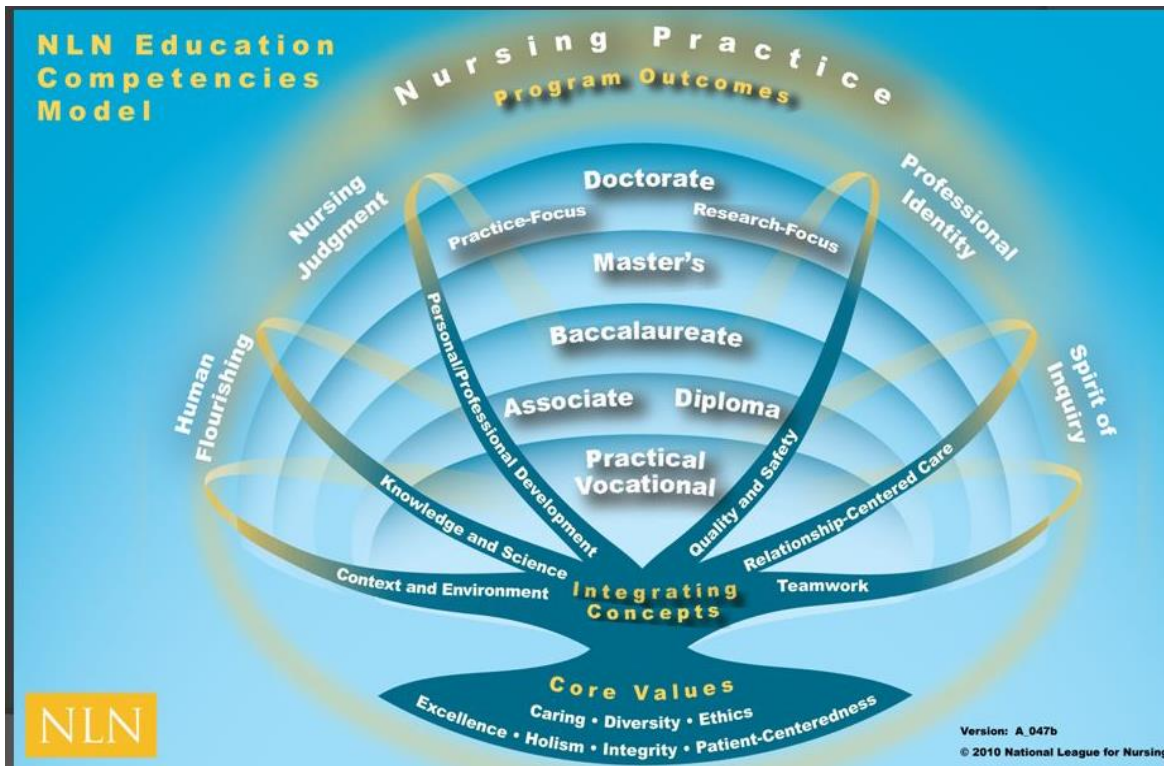 NLN Education
Competencies
Model
Nursing Practice
Program Outcomes
Nursing
Judgment
Professional
Identity
Human
Flourishing
Spirit of
Inquiry
Doctorate
Practice-Focus
Research-Focus
Master's
Baccalaureate
Associate
Diploma
Practical
Vocational
Personal/Professional Development
Quality and Safety
Knowledge and Science
Relationship-Centered Care
Context and Environment
Teamwork
Integrating
Concepts
Core Values
Caring • Diversity • Ethics
Excellence • Holism • Integrity • Patient-Centeredness
NLN
Version: A_047b
© 2010 National League for Nursing